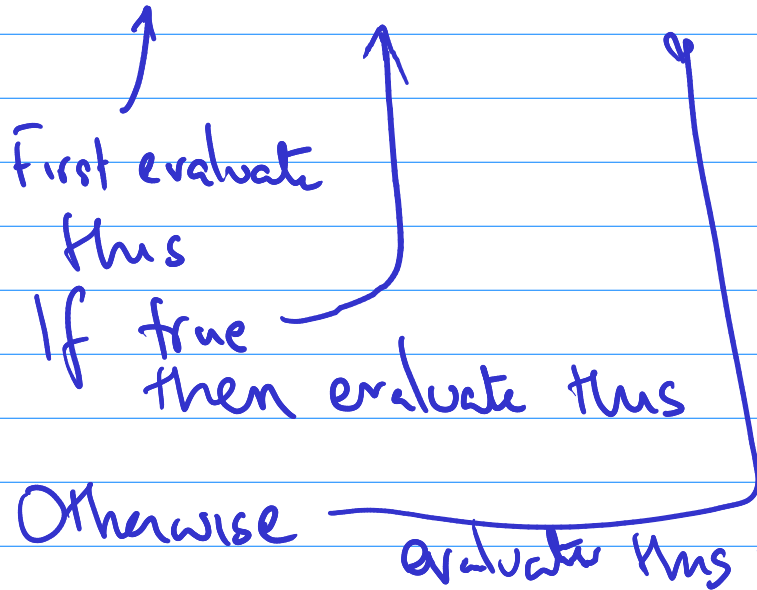 First evaluate
this
If true
then evaluate this
Otherwise
evaluate this